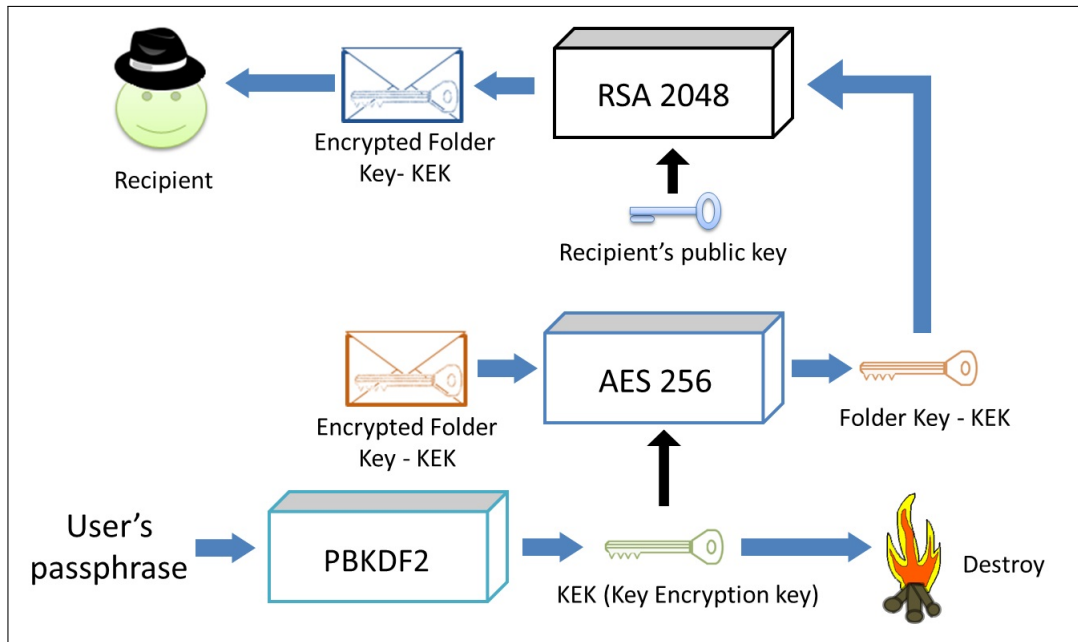 RSA 2048
Encrypted Folder
Key- KEK
Recipient
Recipient’s public key
AES 256
Encrypted Folder
Key - KEK
Folder Key - KEK
User’s
passphrase
PBKDF2
KEK (Key Encryption key)
Destroy